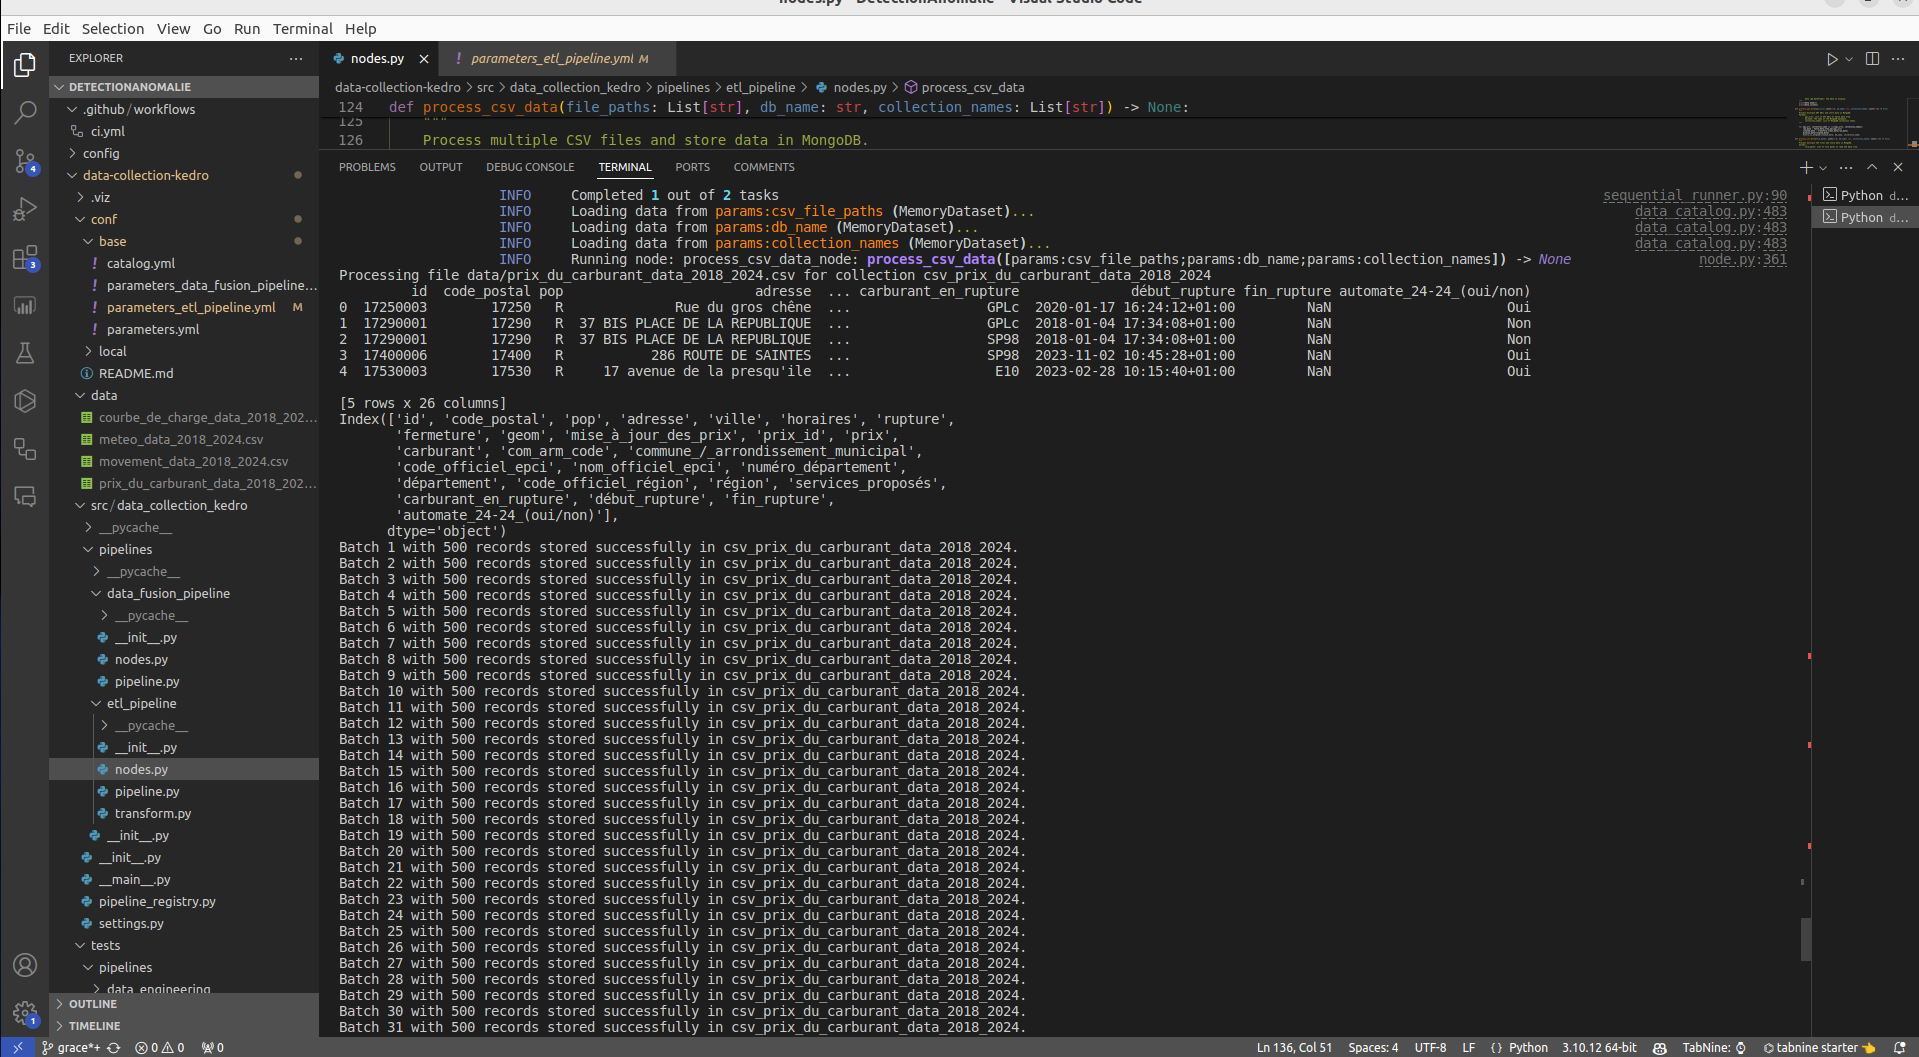 nodes.py - DetectionAnomalie - Visual Studio Code
File Edit Selection View Go Run Terminal Help
EXPLORER
DETECTIONANOMALIE
.github/workflows
ci.yml
config
data-collection-kedro
.viz
conf
base
catalog.yml
parameters_data_fusion_pipeline...
parameters_etl_pipeline.yml M
parameters.yml
local
README.md
data
courbe_de_charge_data_2018_202...
meteo_data_2018_2024.csv
movement_data_2018_2024.csv
prix_du_carburant_data_2018_202...
src/data_collection_kedro
__pycache__
pipelines
__pycache__
data_fusion_pipeline
__pycache__
__init__.py
nodes.py
pipeline.py
etl_pipeline
__pycache__
__init__.py
nodes.py
pipeline.py
transform.py
__init__.py
__init__.py
__main__.py
pipeline_registry.py
settings.py
tests
pipelines
data_engineering
OUTLINE
TIMELINE
4
3
1
nodes.py
parameters_etl_pipeline.yml M
data-collection-kedro > src > data_collection_kedro > pipelines > etl_pipeline > nodes.py > process_csv_data
124 def process_csv_data(file_paths: List[str], db_name: str, collection_names: List[str]) -> None:
125 """
126 Process multiple CSV files and store data in MongoDB.
PROBLEMS OUTPUT DEBUG CONSOLE TERMINAL PORTS COMMENTS
Python d...
Python d...
INFO Completed 1 out of 2 tasks sequential_runner.py:90
INFO Loading data from params:csv_file_paths (MemoryDataset)... data_catalog.py:483
INFO Loading data from params:db_name (MemoryDataset)... data_catalog.py:483
INFO Loading data from params:collection_names (MemoryDataset)... data_catalog.py:483
INFO Running node: process_csv_data_node: process_csv_data([params:csv_file_paths;params:db_name;params:collection_names]) -> None node.py:361
Processing file data/prix_du_carburant_data_2018_2024.csv for collection csv_prix_du_carburant_data_2018_2024
id code_postal pop adresse ... carburant_en_rupture début_rupture fin_rupture automate_24-24_(oui/non)
0 17250003 17250 R Rue du gros chêne ... GPLc 2020-01-17 16:24:12+01:00 NaN Oui
1 17290001 17290 R 37 BIS PLACE DE LA REPUBLIQUE ... GPLc 2018-01-04 17:34:08+01:00 NaN Non
2 17290001 17290 R 37 BIS PLACE DE LA REPUBLIQUE ... SP98 2018-01-04 17:34:08+01:00 NaN Non
3 17400006 17400 R 286 ROUTE DE SAINTES ... SP98 2023-11-02 10:45:28+01:00 NaN Oui
4 17530003 17530 R 17 avenue de la presqu'ile ... E10 2023-02-28 10:15:40+01:00 NaN Oui
[5 rows x 26 columns]
Index(['id', 'code_postal', 'pop', 'adresse', 'ville', 'horaires', 'rupture',
'fermeture', 'geom', 'mise_à_jour_des_prix', 'prix_id', 'prix',
'carburant', 'com_arm_code', 'commune_/_arrondissement_municipal',
'code_officiel_epci', 'nom_officiel_epci', 'numéro_département',
'département', 'code_officiel_région', 'région', 'services_proposés',
'carburant_en_rupture', 'début_rupture', 'fin_rupture',
'automate_24-24_(oui/non)'],
dtype='object')
Batch 1 with 500 records stored successfully in csv_prix_du_carburant_data_2018_2024.
Batch 2 with 500 records stored successfully in csv_prix_du_carburant_data_2018_2024.
Batch 3 with 500 records stored successfully in csv_prix_du_carburant_data_2018_2024.
Batch 4 with 500 records stored successfully in csv_prix_du_carburant_data_2018_2024.
Batch 5 with 500 records stored successfully in csv_prix_du_carburant_data_2018_2024.
Batch 6 with 500 records stored successfully in csv_prix_du_carburant_data_2018_2024.
Batch 7 with 500 records stored successfully in csv_prix_du_carburant_data_2018_2024.
Batch 8 with 500 records stored successfully in csv_prix_du_carburant_data_2018_2024.
Batch 9 with 500 records stored successfully in csv_prix_du_carburant_data_2018_2024.
Batch 10 with 500 records stored successfully in csv_prix_du_carburant_data_2018_2024.
Batch 11 with 500 records stored successfully in csv_prix_du_carburant_data_2018_2024.
Batch 12 with 500 records stored successfully in csv_prix_du_carburant_data_2018_2024.
Batch 13 with 500 records stored successfully in csv_prix_du_carburant_data_2018_2024.
Batch 14 with 500 records stored successfully in csv_prix_du_carburant_data_2018_2024.
Batch 15 with 500 records stored successfully in csv_prix_du_carburant_data_2018_2024.
Batch 16 with 500 records stored successfully in csv_prix_du_carburant_data_2018_2024.
Batch 17 with 500 records stored successfully in csv_prix_du_carburant_data_2018_2024.
Batch 18 with 500 records stored successfully in csv_prix_du_carburant_data_2018_2024.
Batch 19 with 500 records stored successfully in csv_prix_du_carburant_data_2018_2024.
Batch 20 with 500 records stored successfully in csv_prix_du_carburant_data_2018_2024.
Batch 21 with 500 records stored successfully in csv_prix_du_carburant_data_2018_2024.
Batch 22 with 500 records stored successfully in csv_prix_du_carburant_data_2018_2024.
Batch 23 with 500 records stored successfully in csv_prix_du_carburant_data_2018_2024.
Batch 24 with 500 records stored successfully in csv_prix_du_carburant_data_2018_2024.
Batch 25 with 500 records stored successfully in csv_prix_du_carburant_data_2018_2024.
Batch 26 with 500 records stored successfully in csv_prix_du_carburant_data_2018_2024.
Batch 27 with 500 records stored successfully in csv_prix_du_carburant_data_2018_2024.
Batch 28 with 500 records stored successfully in csv_prix_du_carburant_data_2018_2024.
Batch 29 with 500 records stored successfully in csv_prix_du_carburant_data_2018_2024.
Batch 30 with 500 records stored successfully in csv_prix_du_carburant_data_2018_2024.
Batch 31 with 500 records stored successfully in csv_prix_du_carburant_data_2018_2024.
grace*+ 0 0 0 Ln 136, Col 51 Spaces: 4 UTF-8 LF { } Python 3.10.12 64-bit TabNine: tabnine starter